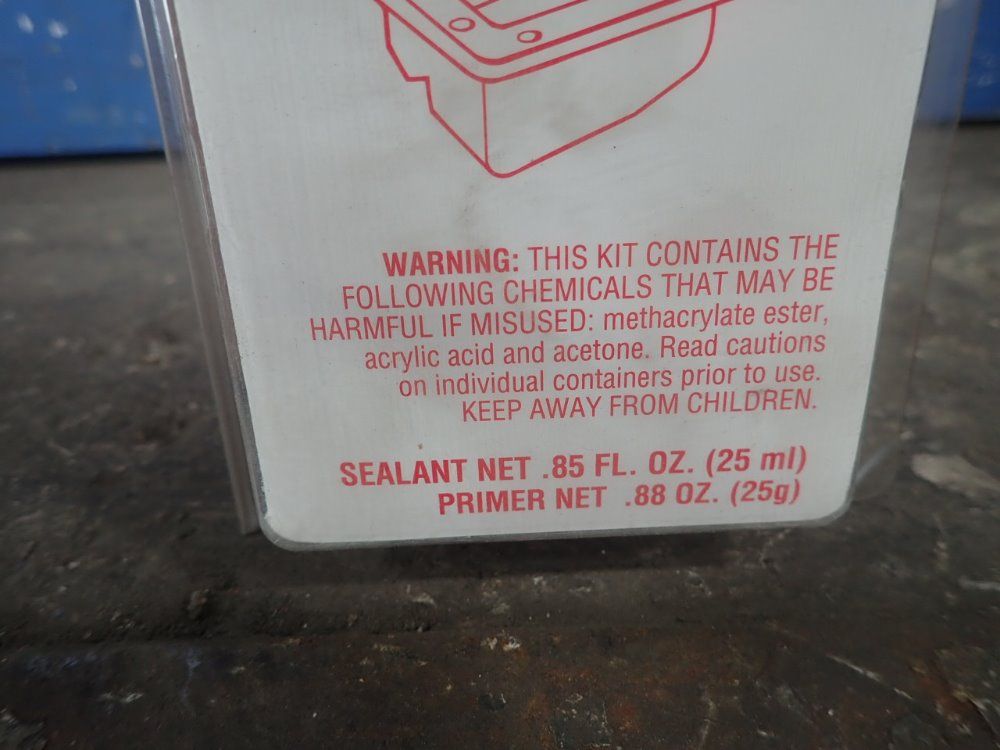 WARNING: THIS KIT CONTAINS THE
FOLLOWING CHEMICALS THAT MAY BE
HARMFUL IF MISUSED: methacrylate ester,
acrylic acid and acetone. Read cautions
on individual containers prior to use.
KEEP AWAY FROM CHILDREN.
SEALANT NET .85 FL. OZ. (25 ml)
PRIMER NET .88 OZ. (25g)